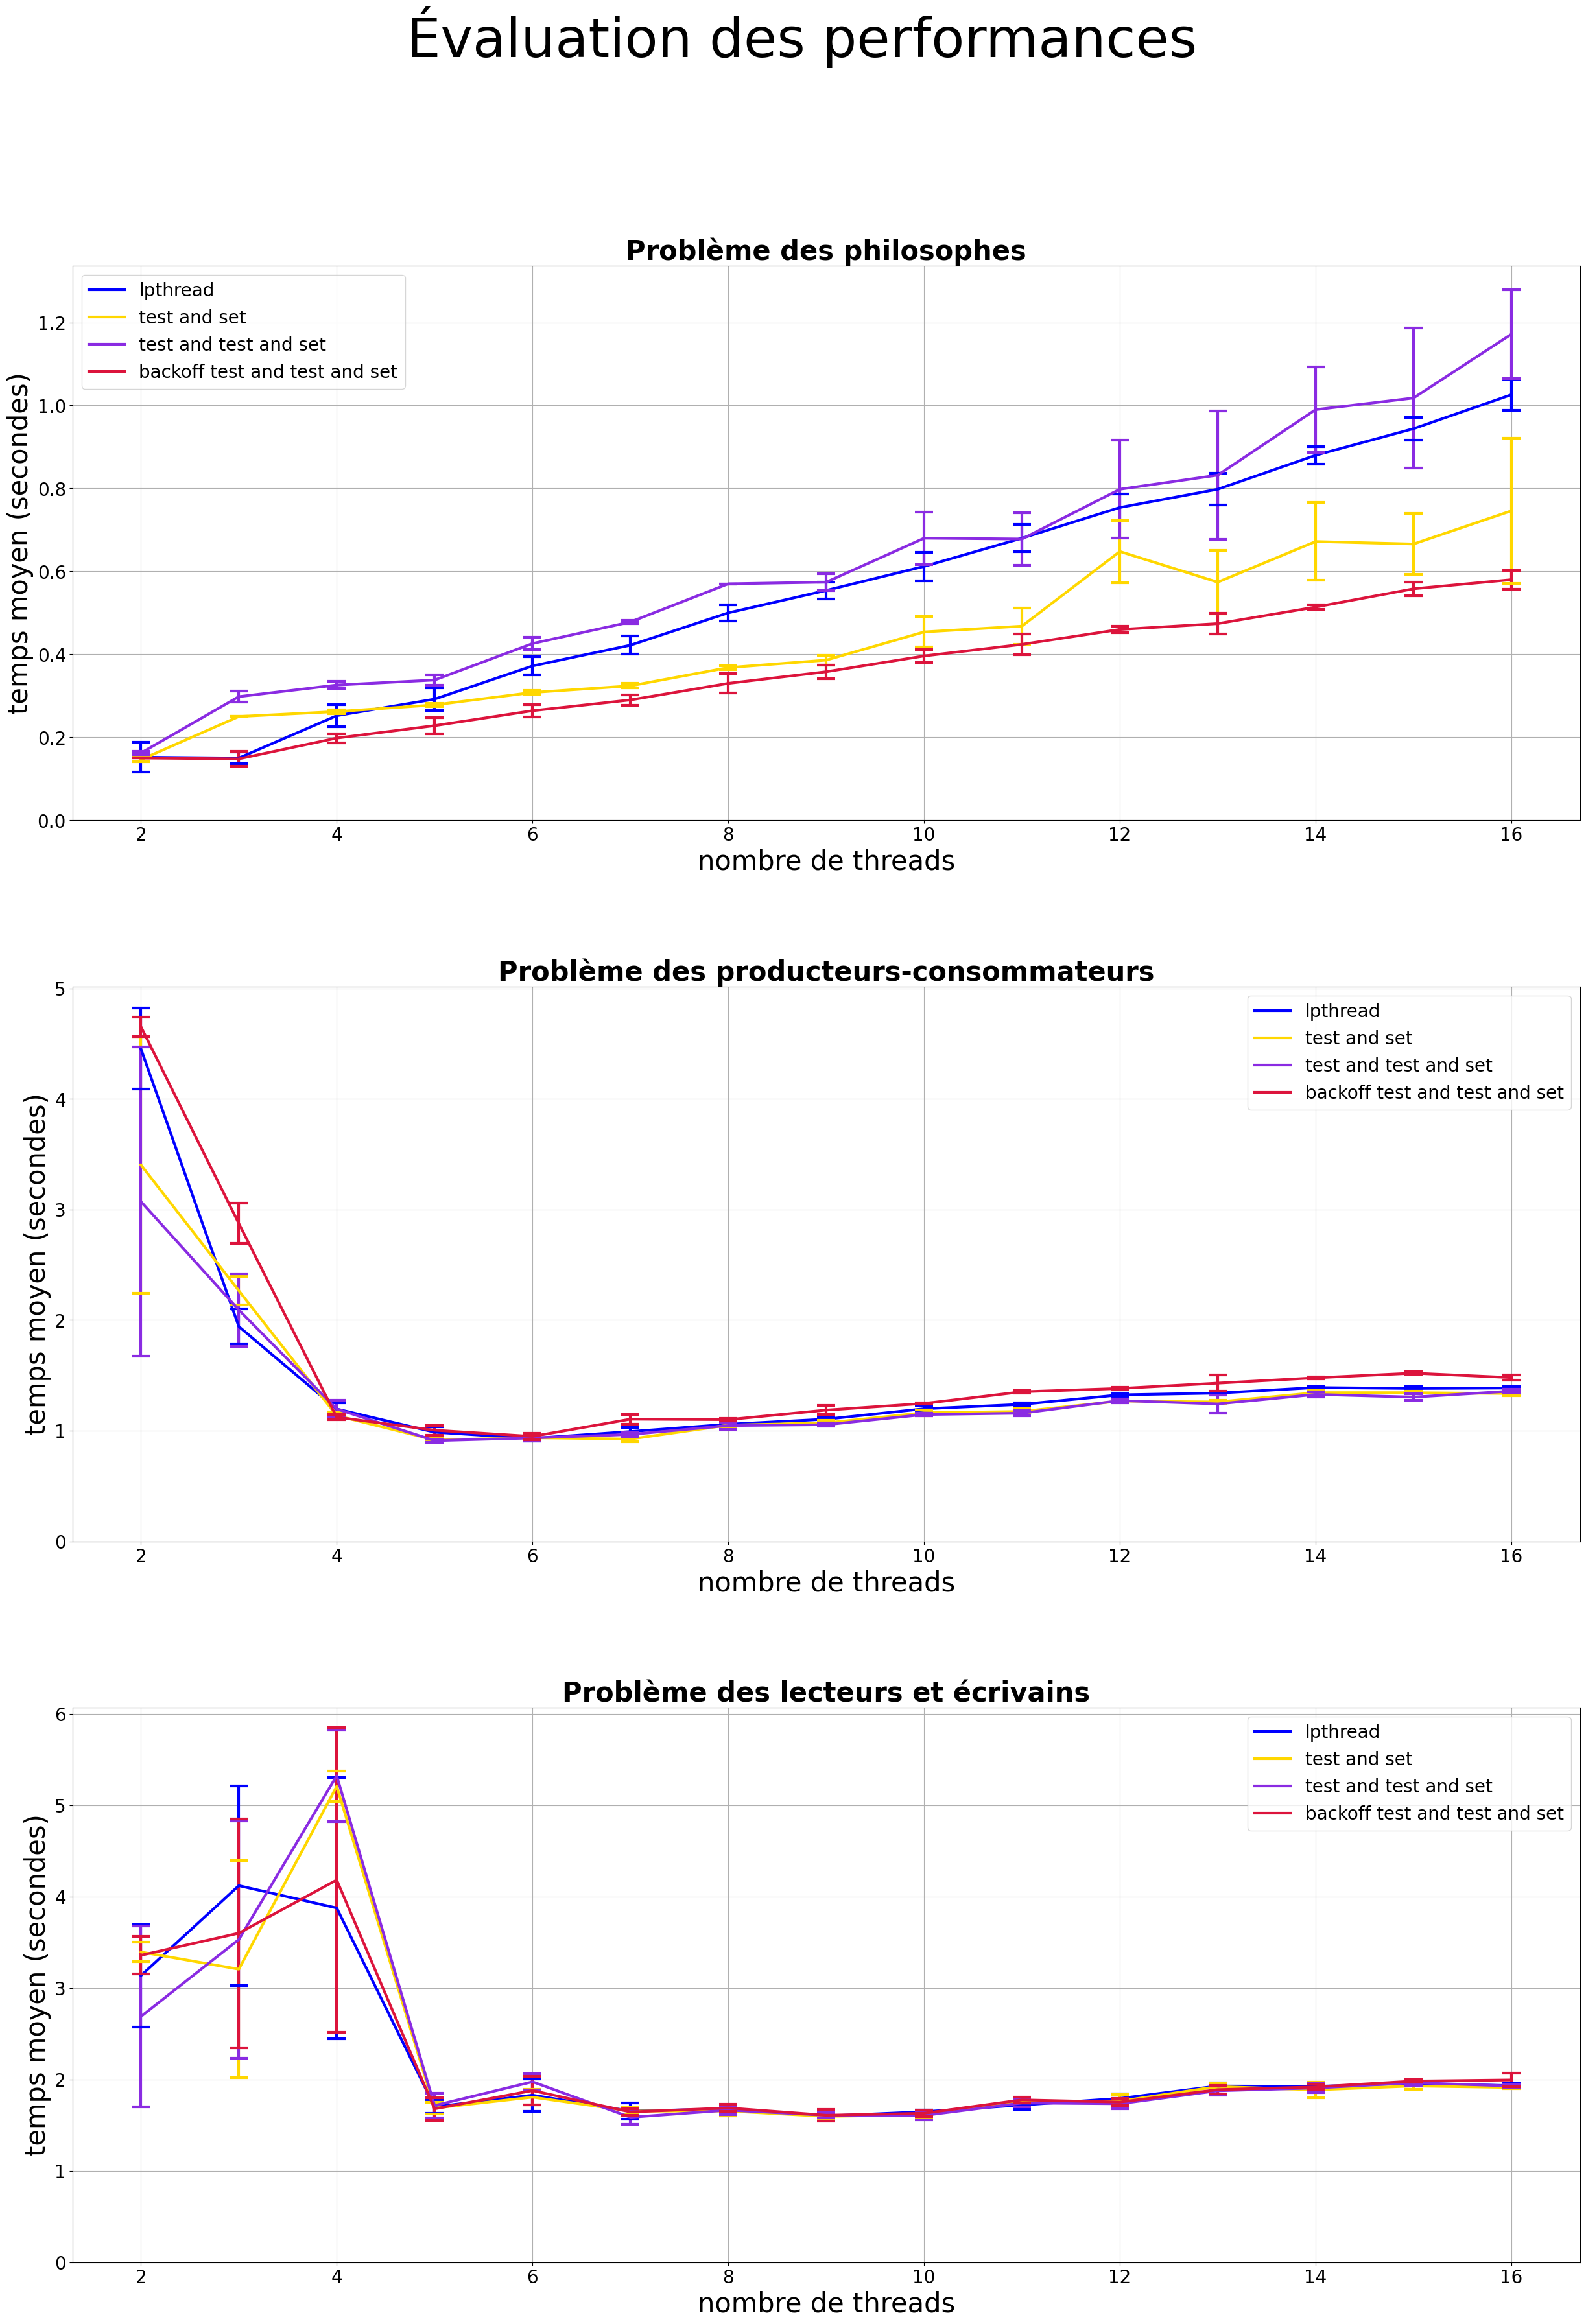 Évaluation des performances
Problème des philosophes
lpthread
test and set
test and test and set
backoff test and test and set
temps moyen (secondes)
1.2
1.0
0.8
0.6
0.4
0.2
0.0
2 4 6 8 10 12 14 16
nombre de threads
Problème des producteurs-consommateurs
lpthread
test and set
test and test and set
backoff test and test and set
temps moyen (secondes)
5
4
3
2
1
0
2 4 6 8 10 12 14 16
nombre de threads
Problème des lecteurs et écrivains
lpthread
test and set
test and test and set
backoff test and test and set
temps moyen (secondes)
6
5
4
3
2
1
0
2 4 6 8 10 12 14 16
nombre de threads